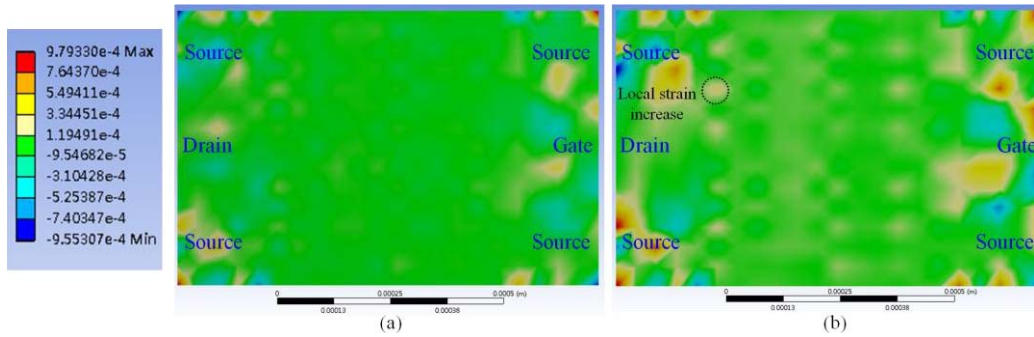 9.79330e-4 Max
7.64370e-4
5.49411e-4
3.34451e-4
1.19491e-4
-9.54682e-5
-3.10428e-4
-5.25387e-4
-7.40347e-4
-9.55307e-4 Min
Source Source
Drain Gate
Source Source
0 0.00025 0.0005 (m)
0.00013 0.00038
(a)
Source Source
Local strain
increase
Drain Gate
Source Source
0 0.00025 0.0005 (m)
0.00013 0.00038
(b)